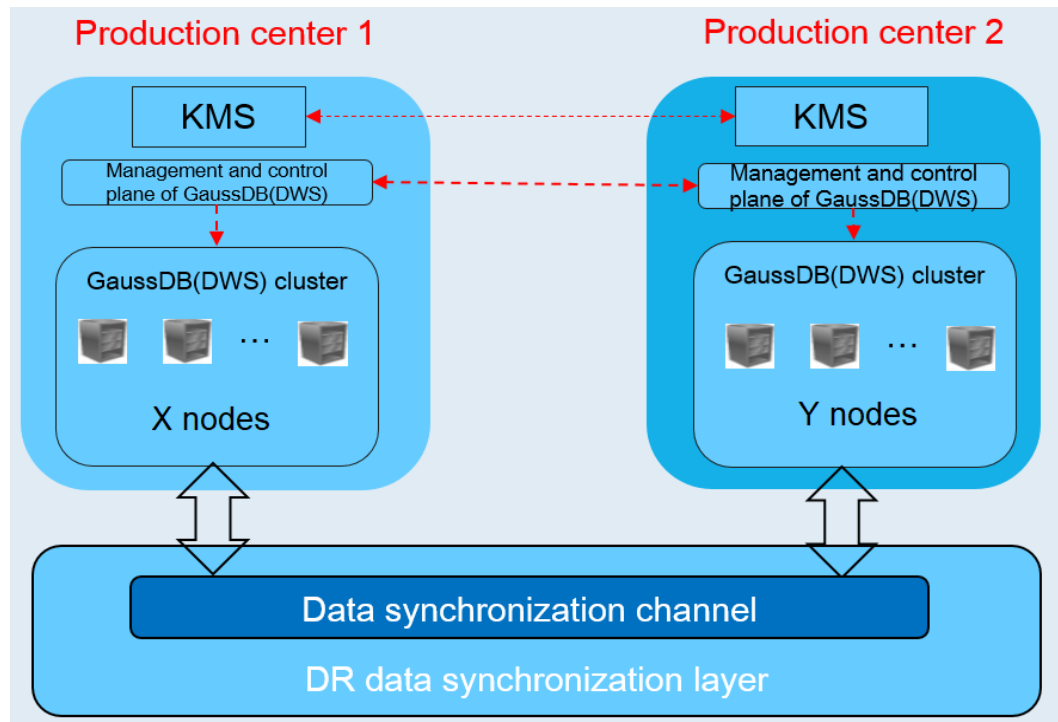 Production center 1
Production center 2
KMS
KMS
Management and control
plane of GaussDB(DWS)
Management and control
plane of GaussDB(DWS)
GaussDB(DWS) cluster
GaussDB(DWS) cluster
...
...
X nodes
Y nodes
Data synchronization channel
DR data synchronization layer